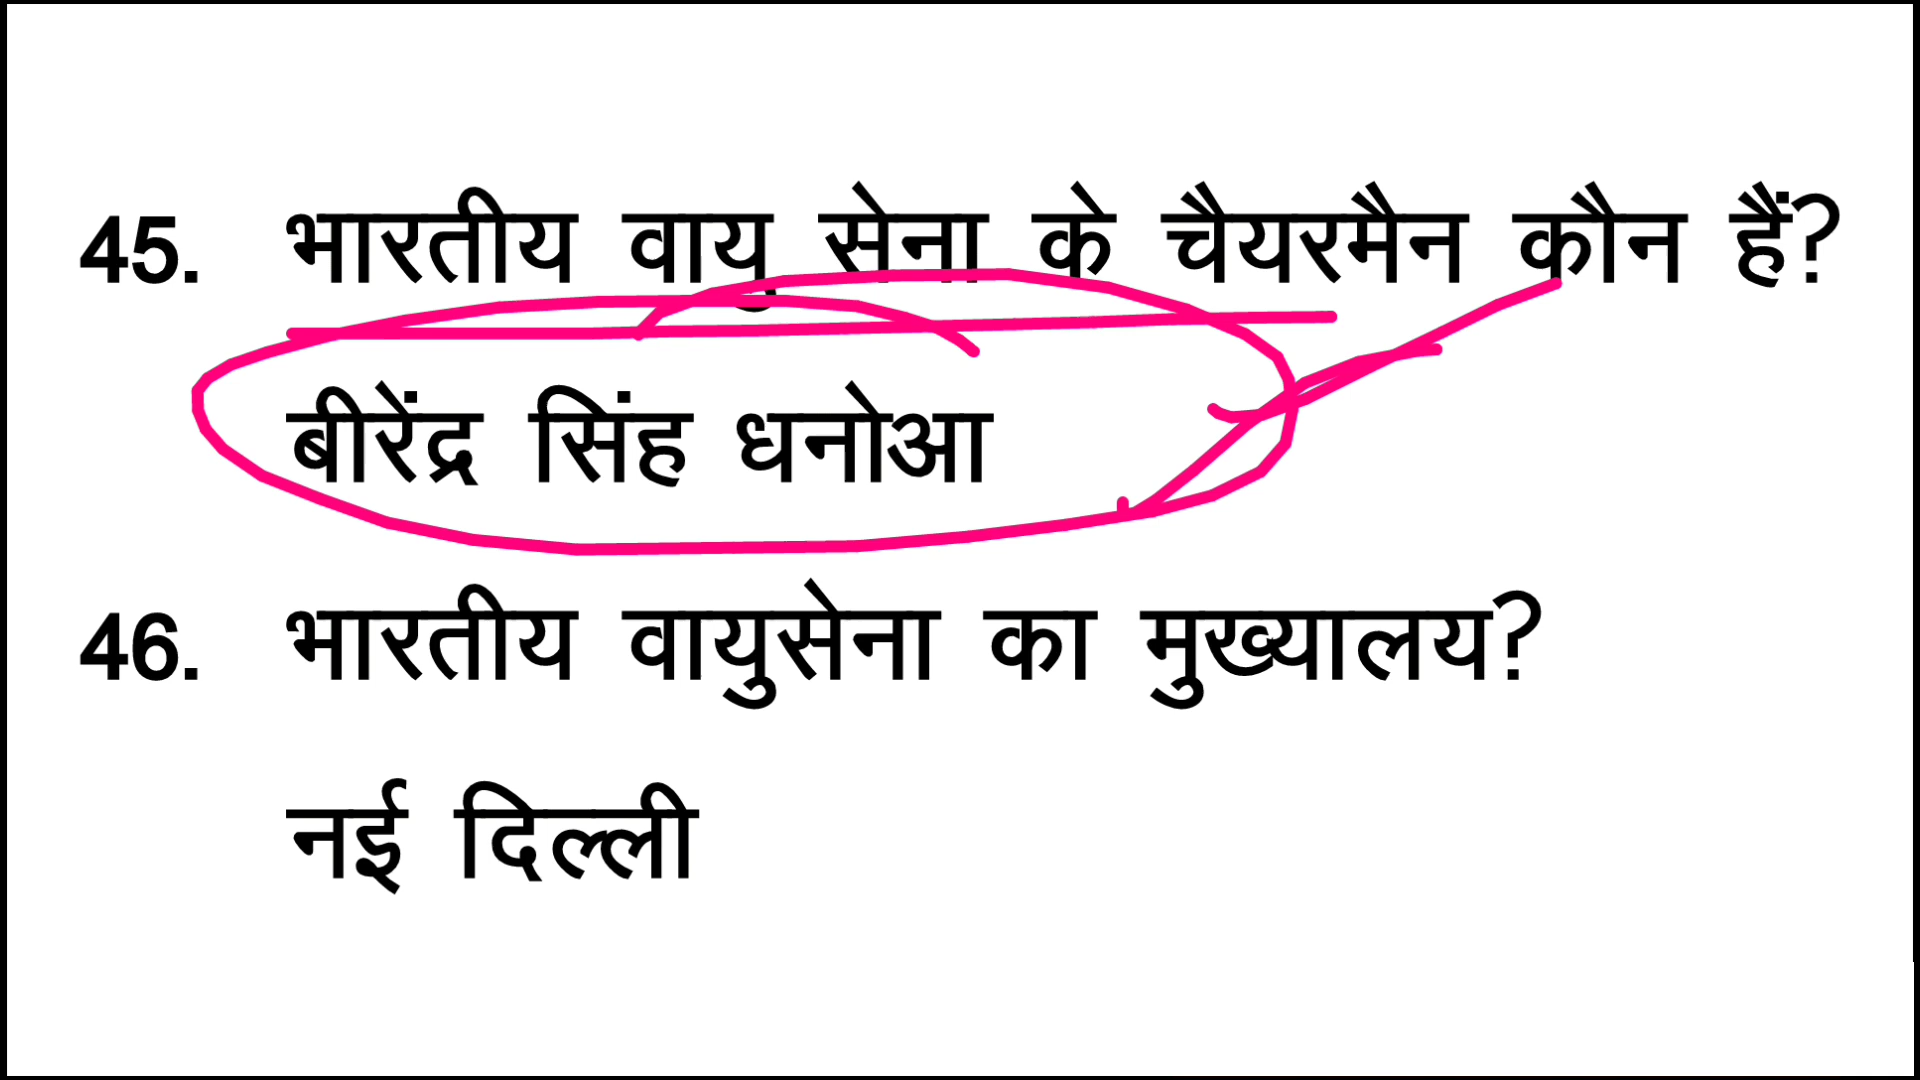 45. भारतीय वायु सेना के चैयरमैन कौन हैं?
बीरेंद्र सिंह धनोआ
46. भारतीय वायुसेना का मुख्यालय?
नई दिल्ली